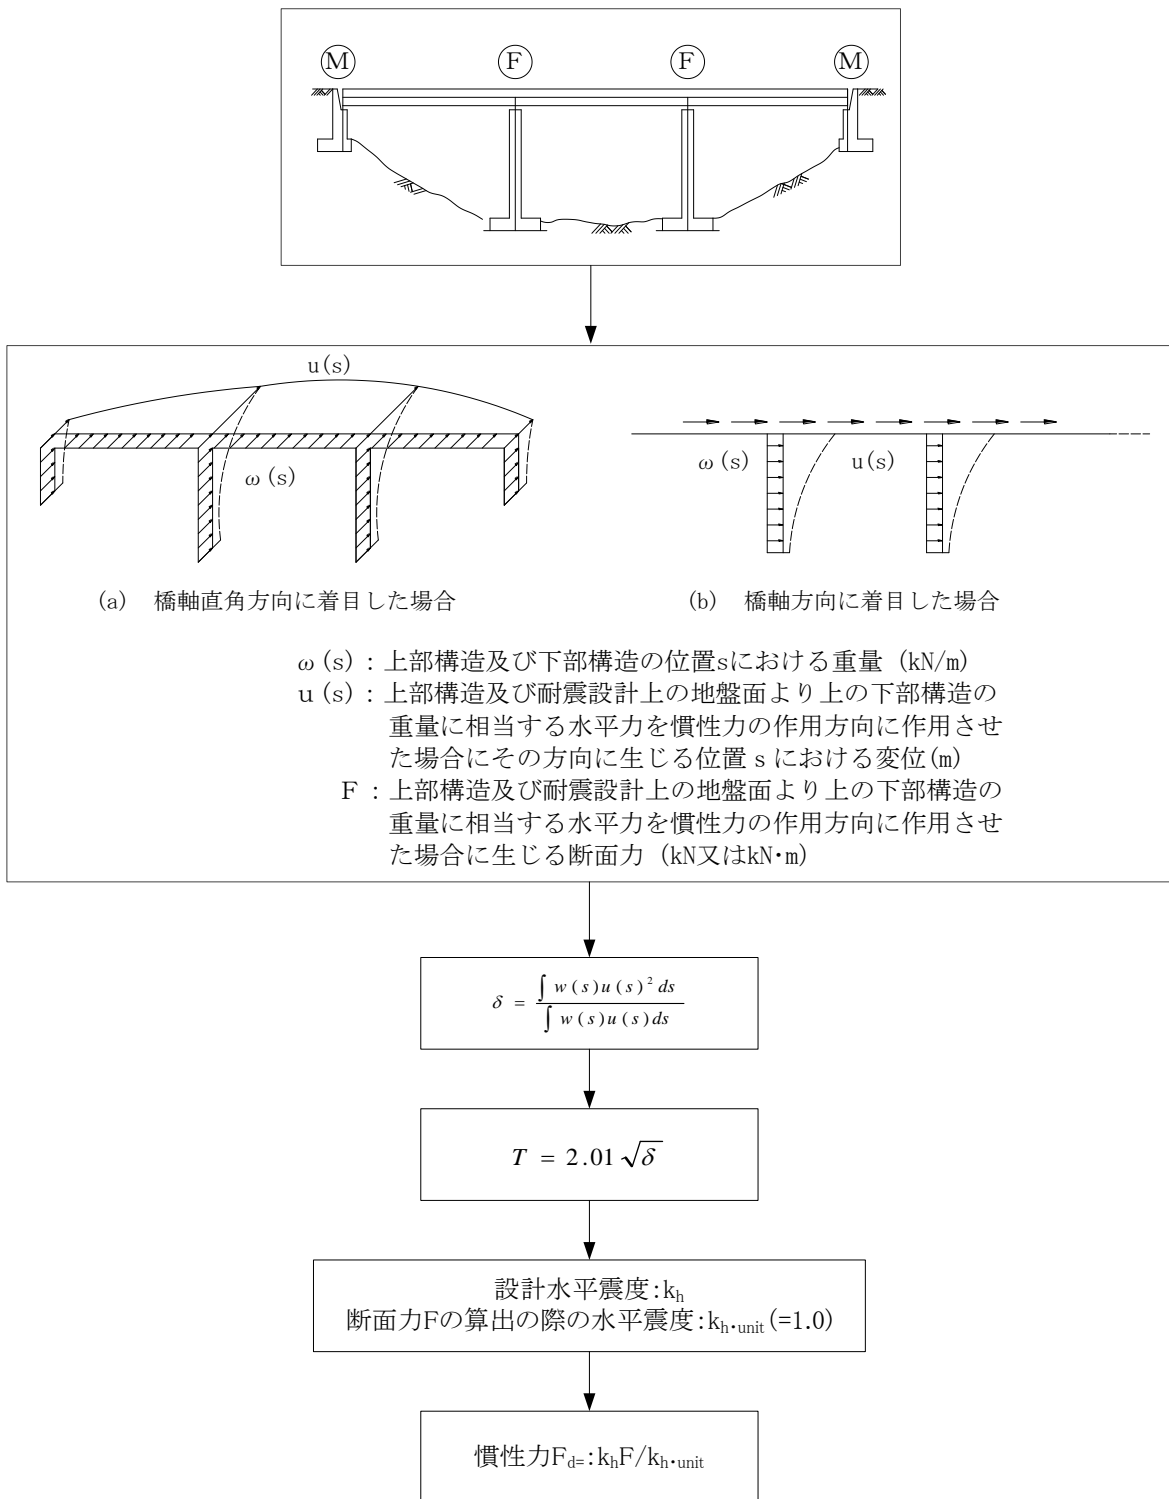 M F F M
u(s)
ω(s)
ω(s) u(s)
(a) 橋軸直角方向に着目した場合
(b) 橋軸方向に着目した場合
ω(s)：上部構造及び下部構造の位置sにおける重量 (kN/m)
u(s)：上部構造及び耐震設計上の地盤面より上の下部構造の
重量に相当する水平力を慣性力の作用方向に作用させ
た場合にその方向に生じる位置sにおける変位(m)
F：上部構造及び耐震設計上の地盤面より上の下部構造の
重量に相当する水平力を慣性力の作用方向に作用させ
た場合に生じる断面力 (kN又はkN・m)
δ = ∫w(s)u(s)²ds / ∫w(s)u(s)ds
T = 2.01√δ
設計水平震度：kh
断面力Fの算出の際の水平震度：kh・unit(=1.0)
慣性力Fd=：khF/kh・unit